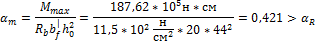 α_m = M_max / (R_b b_f^| h_0^2) = 187,62 * 10^5 н * см / (11,5 * 10^2 н/см^2 * 20 * 44^2) = 0,421 > α_R